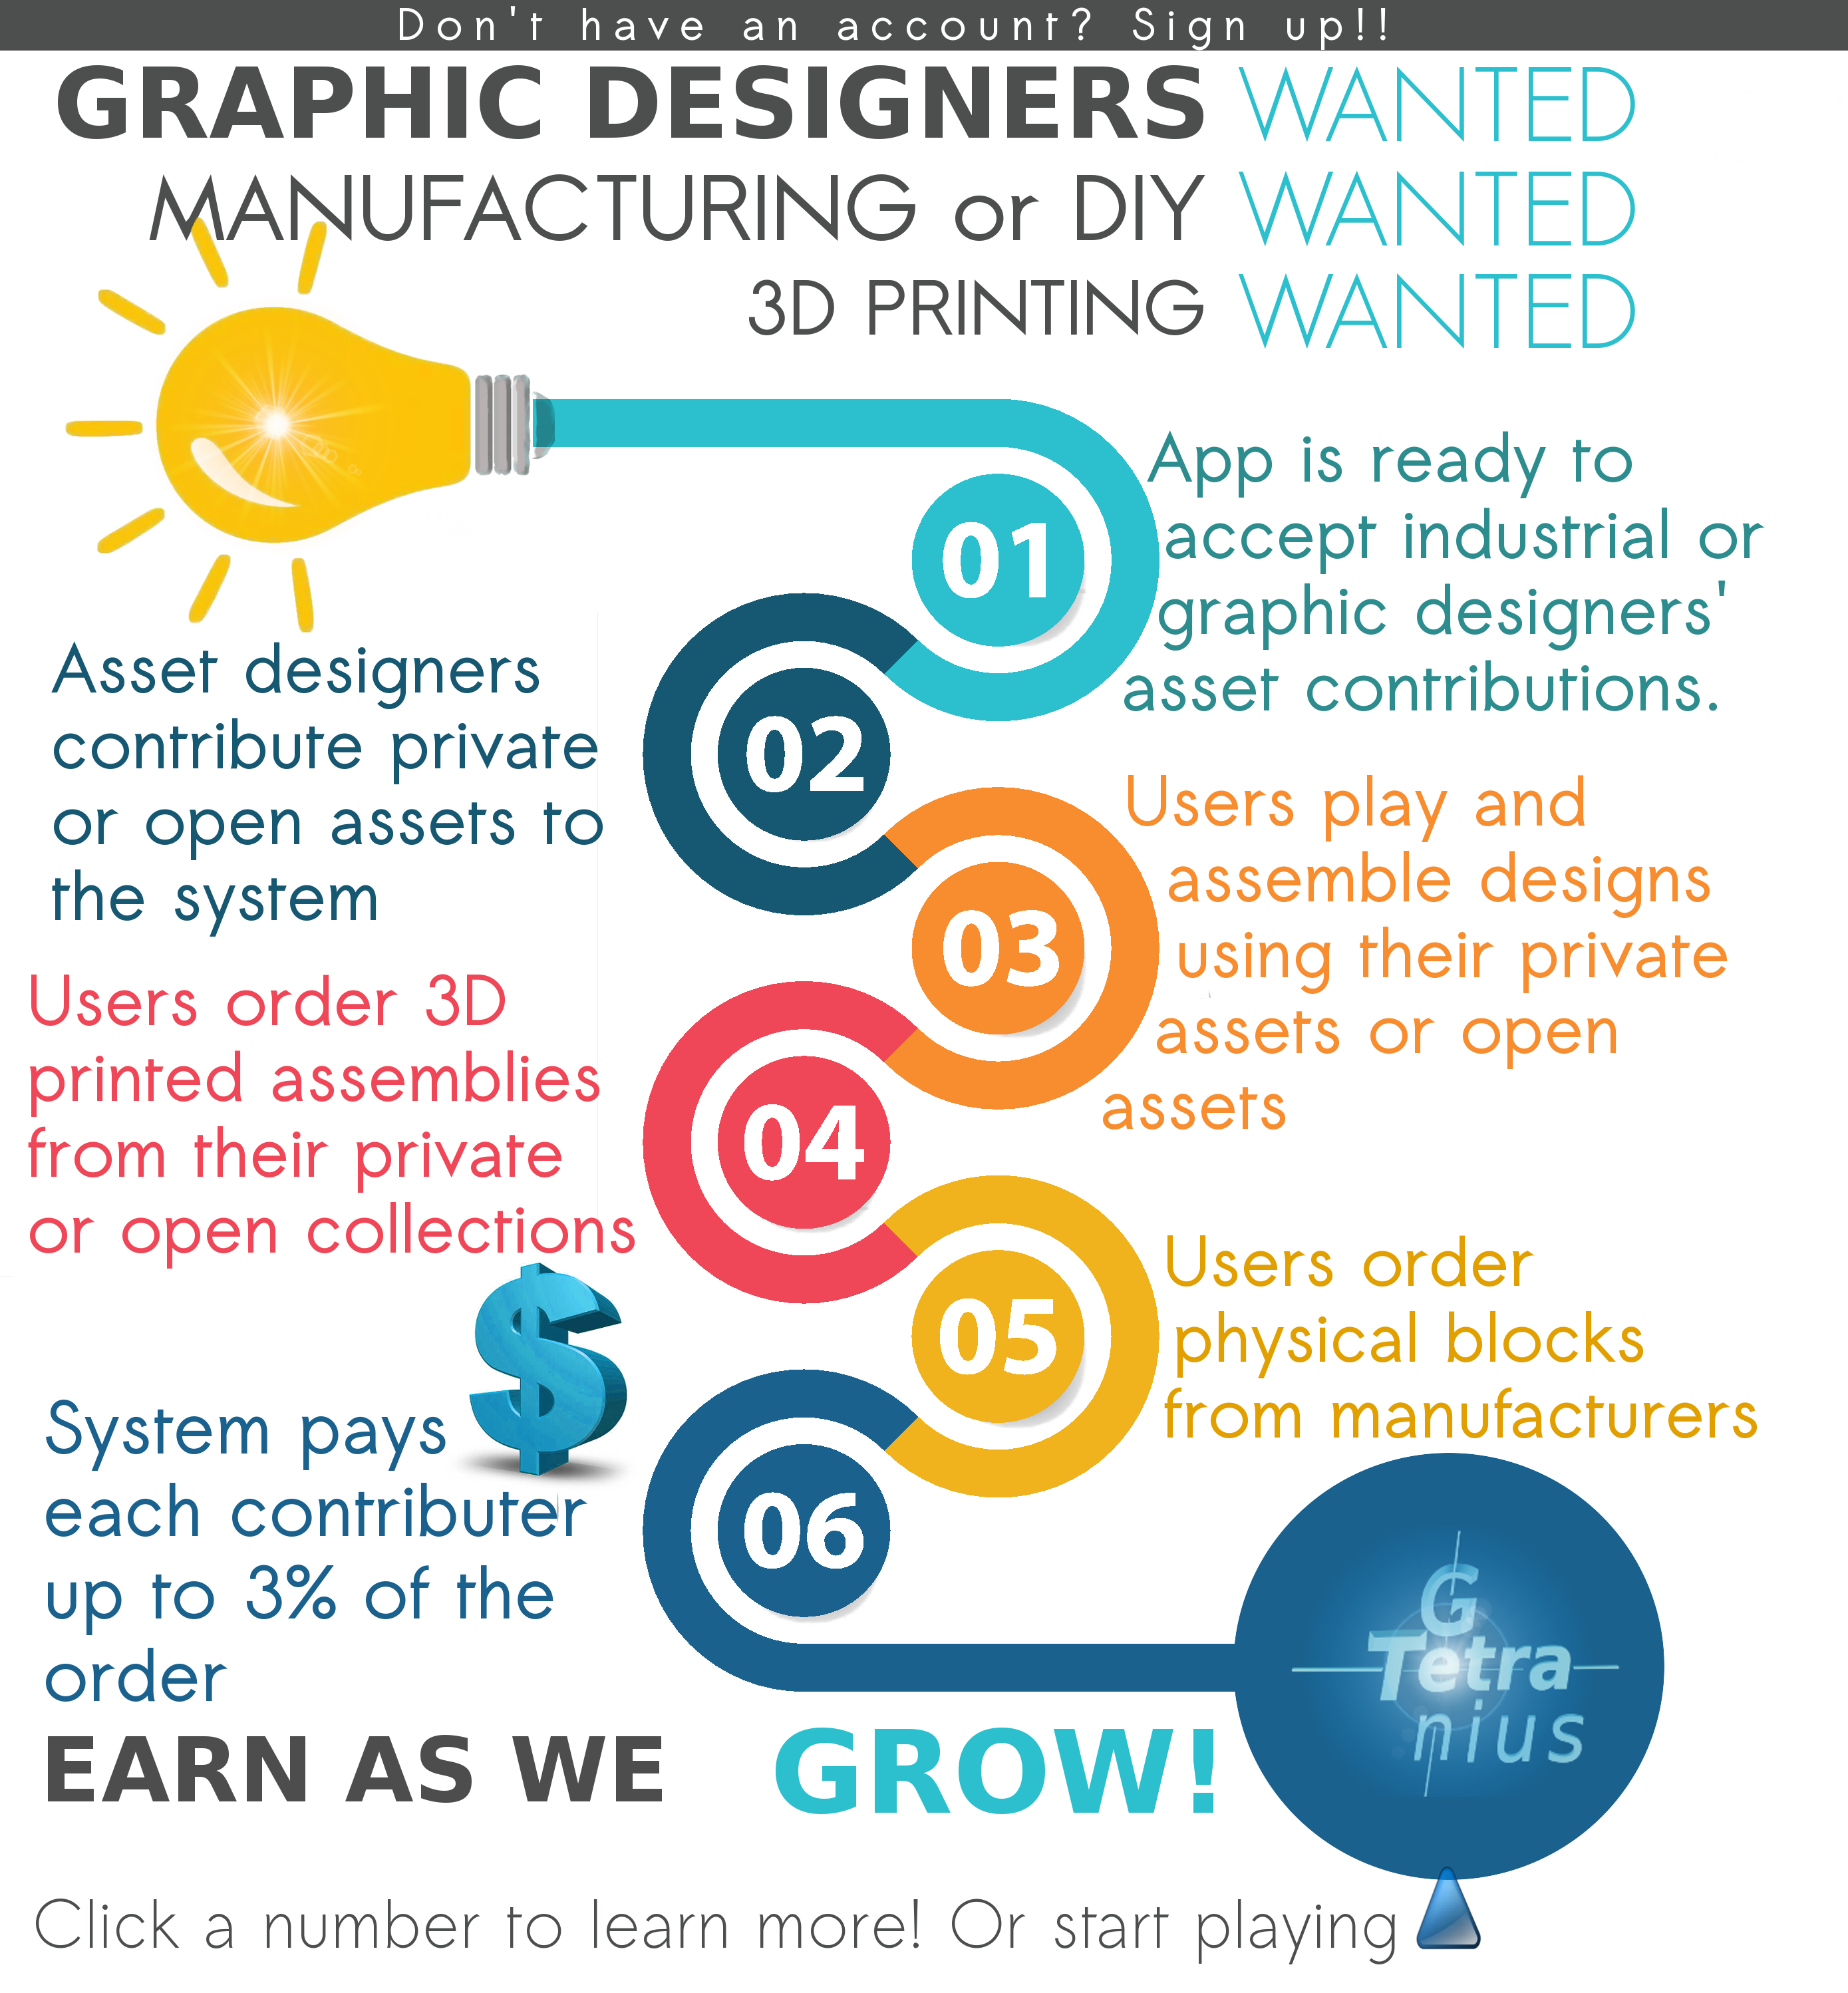 Don't have an account? Sign up!!
GRAPHIC DESIGNERS WANTED
MANUFACTURING or DIY WANTED
3D PRINTING WANTED
01
App is ready to
accept industrial or
graphic designers'
asset contributions.
02
Asset designers
contribute private
or open assets to
the system
03
Users play and
assemble designs
using their private
assets or open
assets
04
Users order 3D
printed assemblies
from their private
or open collections
05
Users order
physical blocks
from manufacturers
06
$
System pays
each contributer
up to 3% of the
order
G
Tetra
nius
EARN AS WE GROW!
Click a number to learn more! Or start playing